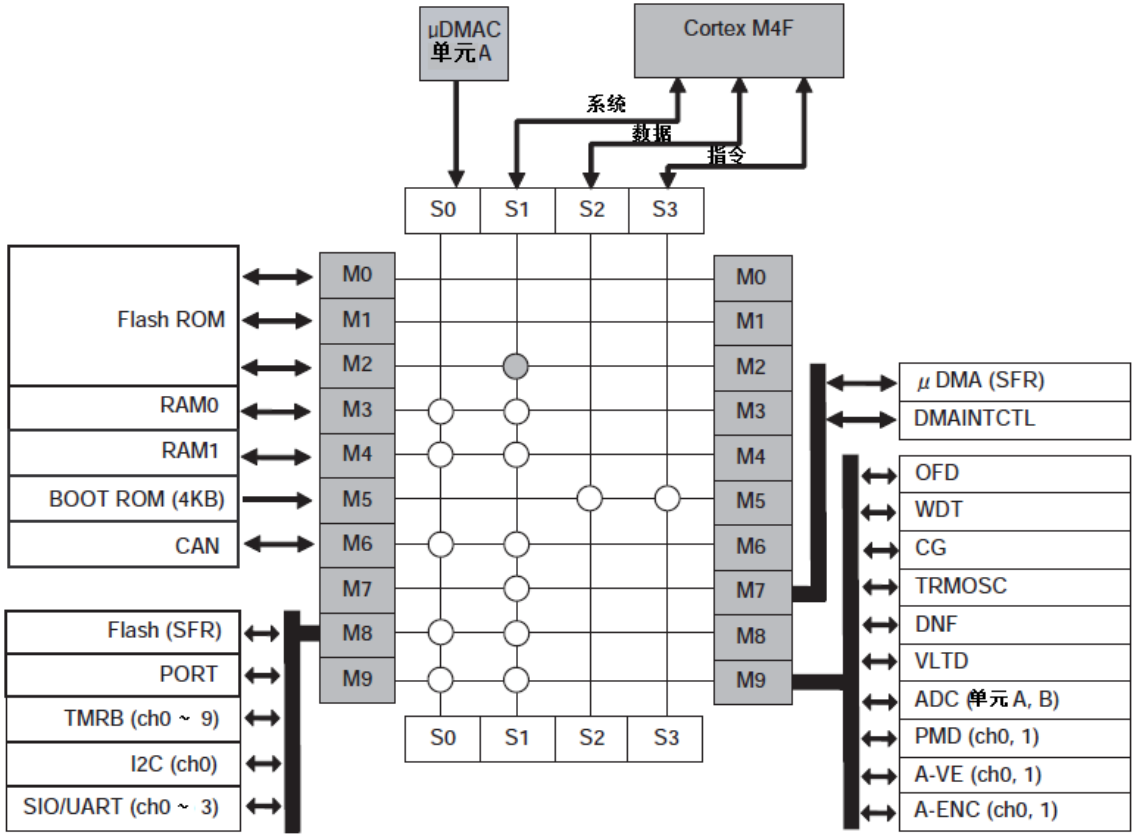 μDMAC
单元A
Cortex M4F
系统
数据
指令
S0 S1 S2 S3
Flash ROM
RAM0
RAM1
BOOT ROM (4KB)
CAN
M0
M1
M2
M3
M4
M5
M6
M7
M8
M9
M0
M1
M2
M3
M4
M5
M6
M7
M8
M9
μ DMA (SFR)
DMAINTCTL
OFD
WDT
CG
TRMOSC
DNF
VLTD
ADC (单元A, B)
PMD (ch0, 1)
A-VE (ch0, 1)
A-ENC (ch0, 1)
Flash (SFR)
PORT
TMRB (ch0 ~ 9)
I2C (ch0)
SIO/UART (ch0 ~ 3)
S0 S1 S2 S3